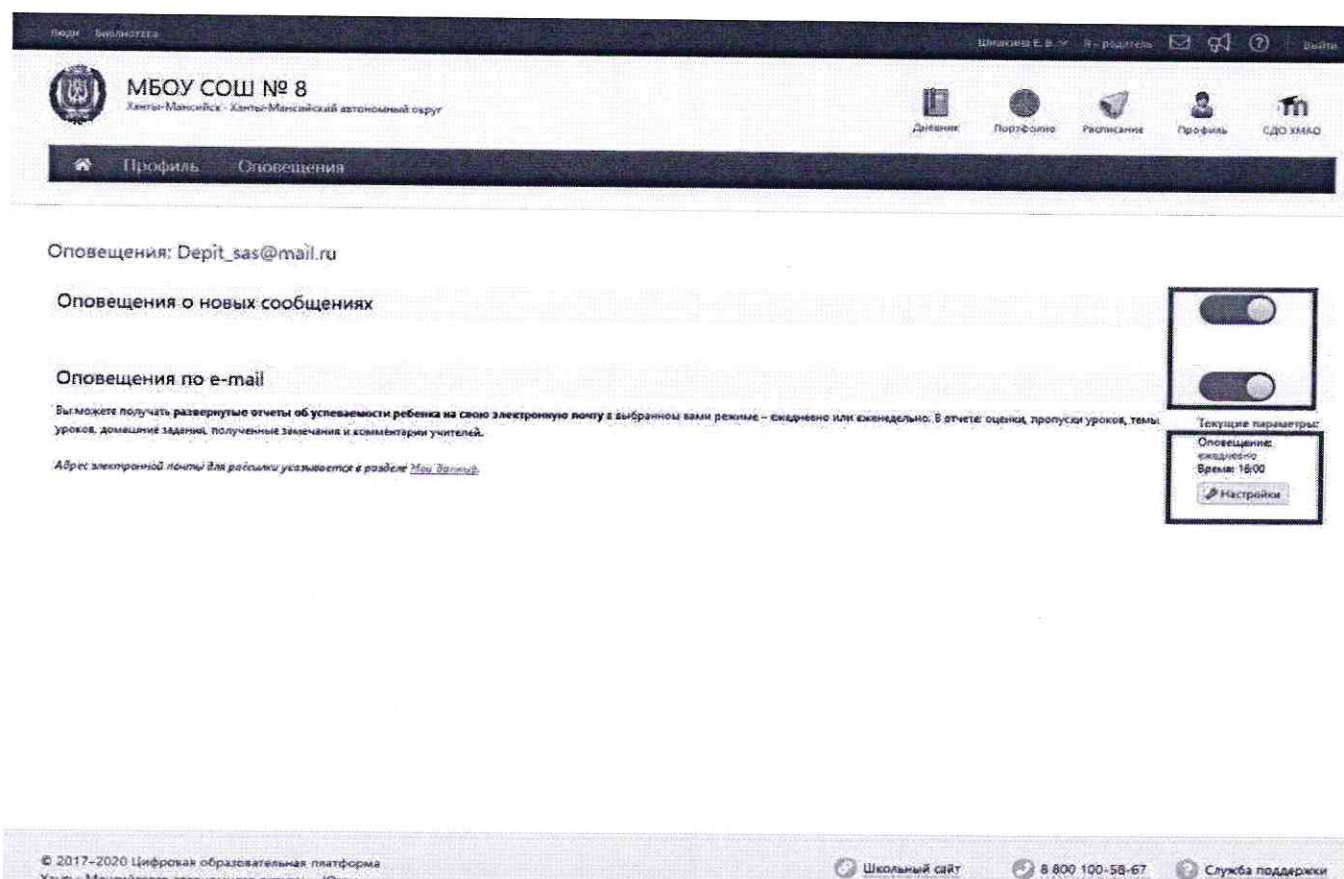 Люди Библиотека
Шишкина Е. В. Я - родитель Выйти
МБОУ СОШ № 8
Ханты-Мансийск - Ханты-Мансийский автономный округ
Дневник Портфолио Расписание Профиль СДО ХМАО
Профиль Оповещения
Оповещения: Depit_sas@mail.ru
Оповещения о новых сообщениях
Оповещения по e-mail
Вы можете получать развернутые отчеты об успеваемости ребенка на свою электронную почту в выбранном вами режиме – ежедневно или еженедельно. В отчете: оценки, пропуски уроков, темы
уроков, домашние задания, полученные замечания и комментарии учителей.
Адрес электронной почты для рассылки указывается в разделе Мои данные.
Текущие параметры:
Оповещение:
ежедневно
Время: 16:00
Настройки
© 2017-2020 Цифровая образовательная платформа
Школьный сайт 8 800 100-58-67 Служба поддержки